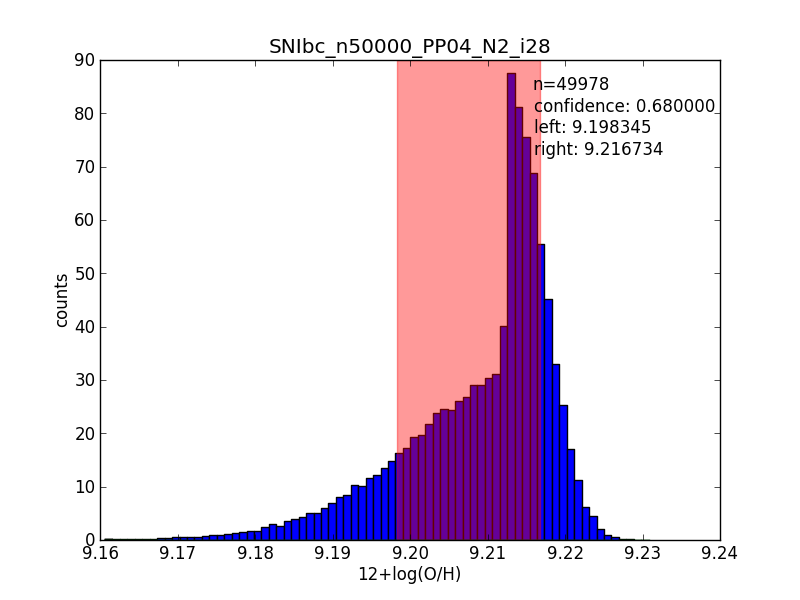 SNIbc_n50000_PP04_N2_i28
90
80
70
60
50
40
30
20
10
0
counts
n=49978
confidence: 0.680000
left: 9.198345
right: 9.216734
9.16 9.17 9.18 9.19 9.20 9.21 9.22 9.23 9.24
12+log(O/H)